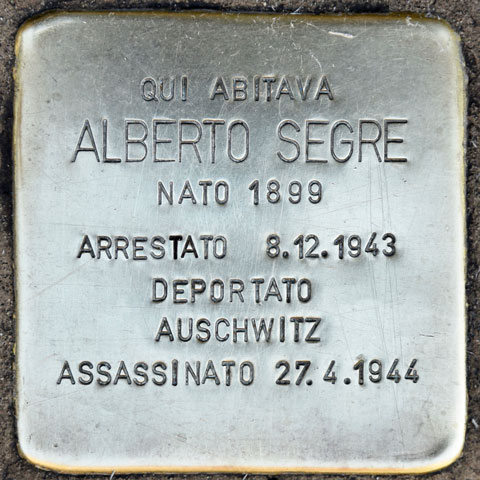 QUI ABITAVA
ALBERTO SEGRE
NATO 1899
ARRESTATO 8.12.1943
DEPORTATO
AUSCHWITZ
ASSASSINATO 27.4.1944